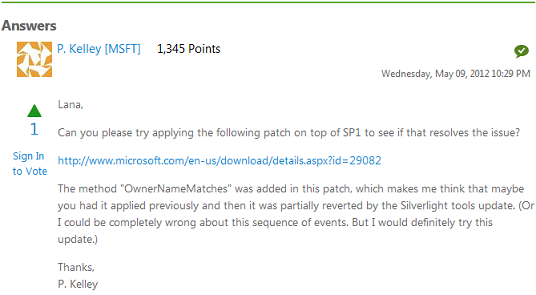 Answers
P. Kelley [MSFT] 1,345 Points
Wednesday, May 09, 2012 10:29 PM
Lana,
1
Can you please try applying the following patch on top of SP1 to see if that resolves the issue?
Sign In
to Vote
http://www.microsoft.com/en-us/download/details.aspx?id=29082
The method "OwnerNameMatches" was added in this patch, which makes me think that maybe
you had it applied previously and then it was partially reverted by the Silverlight tools update. (Or
I could be completely wrong about this sequence of events. But I would definitely try this
update.)
Thanks,
P. Kelley